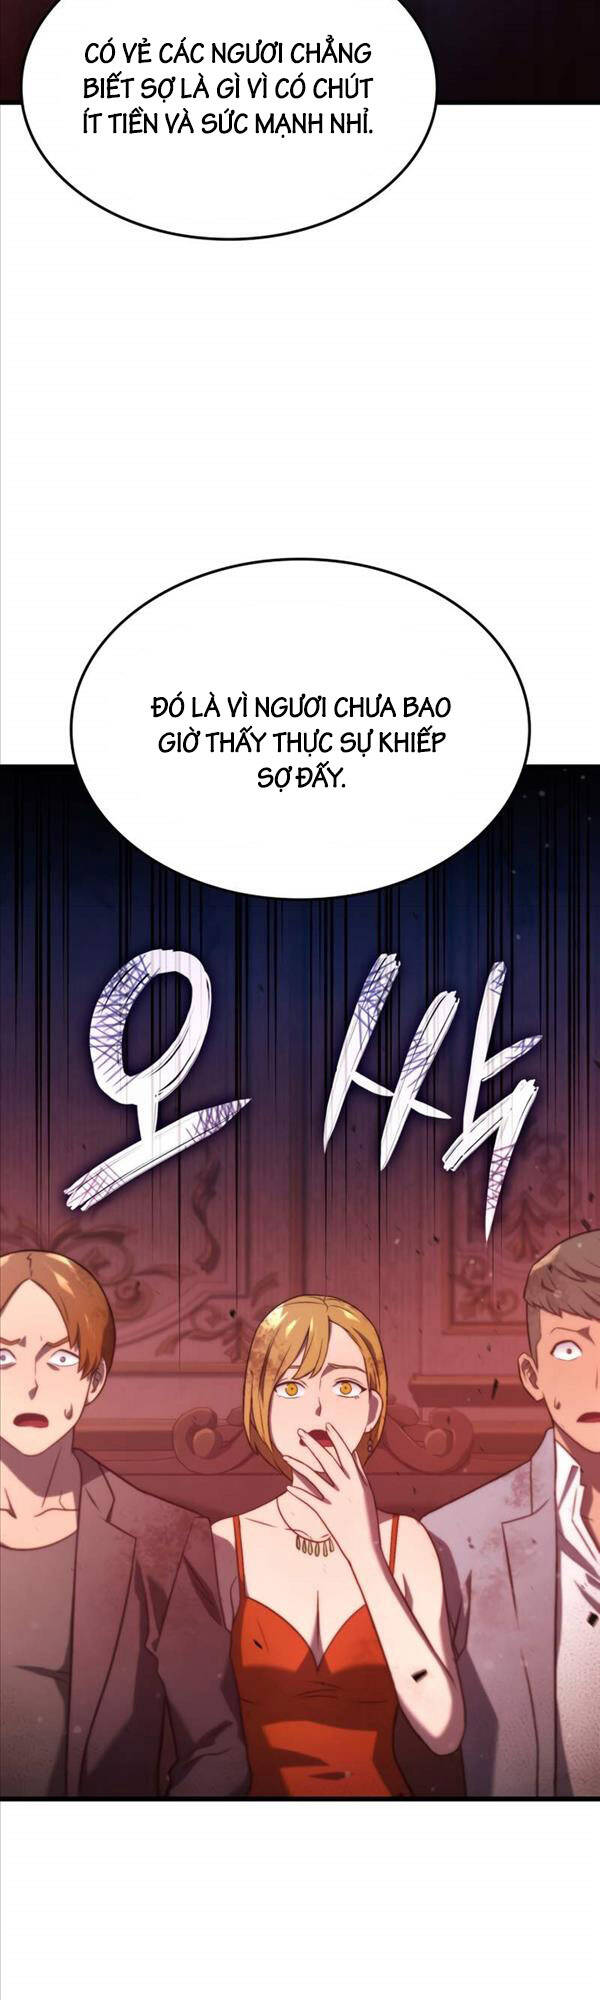 CÓ VẺ CÁC NGƯƠI CHẲNG
BIẾT SỢ LÀ GÌ VÌ CÓ CHÚT
ÍT TIỀN VÀ SỨC MẠNH NHỈ.
ĐÓ LÀ VÌ NGƯƠI CHƯA BAO
GIỜ THẤY THỰC SỰ KHIẾP
SỢ ĐẤY.
오싹